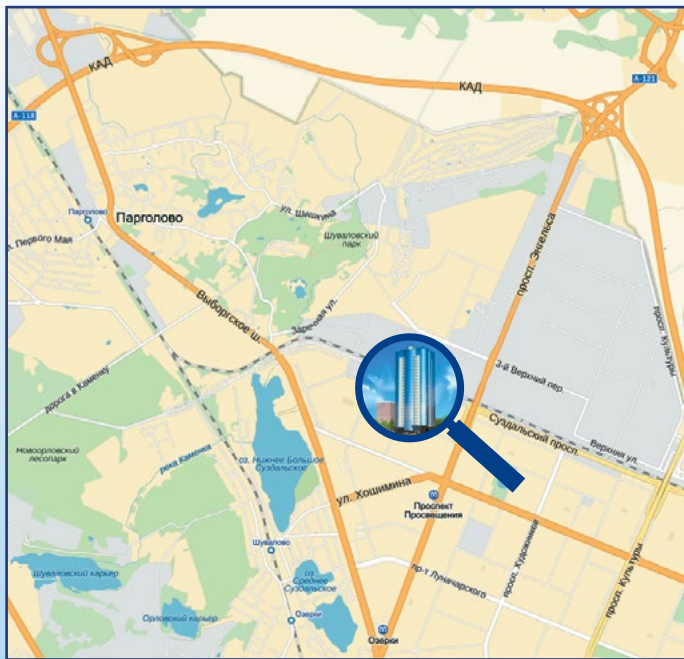 КАД
КАД
А-121
А-118
Парголово
Парголово
ул. Шишкина
Шуваловский
парк
л. Первого Мая
просп. Энгельса
Выборгское ш.
Заречная ул.
просп. Культуры
3-й Верхний пер.
дорога в Каменку
Суздальский просп.
Верхняя ул.
Новоорловский
лесопарк
река Каменка
оз. Нижнее Большое
Суздальское
ул. Хошимина
Проспект
Просвещения
Шувалово
оз
Среднее
Суздальское
пр-т Луначарского
просп. Художников
просп. Культуры
Шуваловский карьер
Орловский карьер
Озерки
Озерки